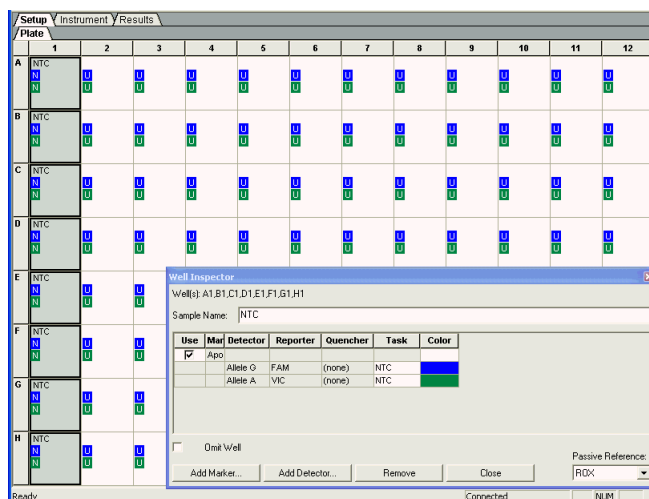 Setup Instrument Results
Plate
1 2 3 4 5 6 7 8 9 10 11 12
A NTC
N U U U U U U U U U U U
N U U U U U U U U U U U
B NTC
N U U U U U U U U U U U
N U U U U U U U U U U U
C NTC
N U U U U U U U U U U U
N U U U U U U U U U U U
D NTC
N U U U U U U U U U U U
N U U U U U U U U U U U
E NTC
N U U
N U U
F NTC
N U U
N U U
G NTC
N U U
N U U
H NTC
N U U
N U U
Well Inspector
Well(s): A1,B1,C1,D1,E1,F1,G1,H1
Sample Name: NTC
Use Mar Detector Reporter Quencher Task Color
Apo
Allele G FAM (none) NTC
Allele A VIC (none) NTC
Omit Well
Passive Reference:
Add Marker... Add Detector... Remove Close ROX
Ready Connected NUM